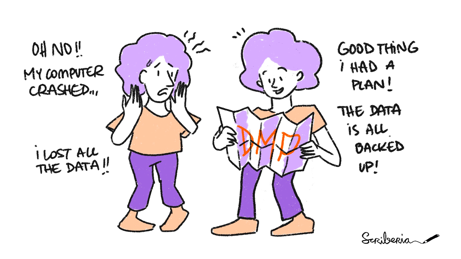 OH NO!!
MY COMPUTER
CRASHED...
I LOST ALL
THE DATA!!
GOOD THING
I HAD A
PLAN!
THE DATA
IS ALL
BACKED
UP!
DMP
Scriberia